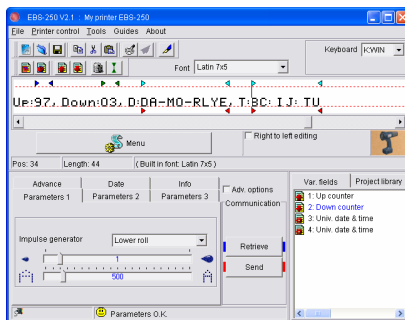 EBS-250 V2.1 : My printer EBS-250
File Printer control Tools Guides About
Keyboard K:WIN
Font Latin 7x5
Up:97, Down:03, D:DA-MO-RLYE, T:BC: IJ: TU
Menu
Right to left editing
Pos: 34 Length: 44 (Built in font: Latin 7x5 )
Advance Date Info
Parameters 1 Parameters 2 Parameters 3
Adv. options
Communication
Var. fields Project library
1: Up counter
2: Down counter
3: Univ. date & time
4: Univ. date & time
Impulse generator Lower roll
1
500
Retrieve
Send
Parameters O.K.